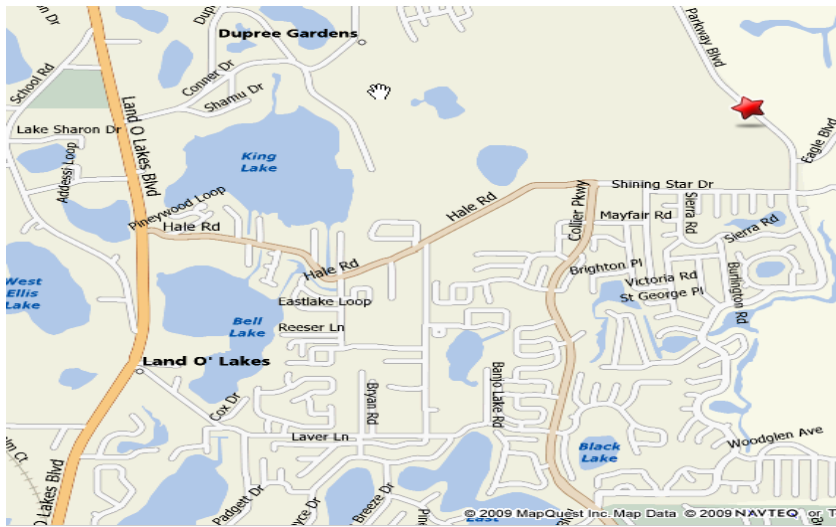 Dupree Gardens
Parkway Blvd
School Rd
Conner Dr
Shamu Dr
Land O Lakes Blvd
Lake Sharon Dr
Eagle Blvd
King
Lake
Addessi Loop
Shining Star Dr
Pineywood Loop
Hale Rd
Hale Rd
Collier Pkwy
Mayfair Rd
Sierra Rd
Sierra Rd
Hale Rd
Brighton Pl
Victoria Rd
Burlington Rd
West
Ellis
Lake
Eastlake Loop
St George Pl
Bell
Lake
Reeser Ln
Land O' Lakes
Bryan Rd
Banjo Lake Rd
Cox Dr
Laver Ln
Black
Lake
Woodglen Ave
Land O Lakes Blvd
Padgett Dr
Breeze Dr
East
© 2009 MapQuest Inc. Map Data © 2009 NAVTEQ or T